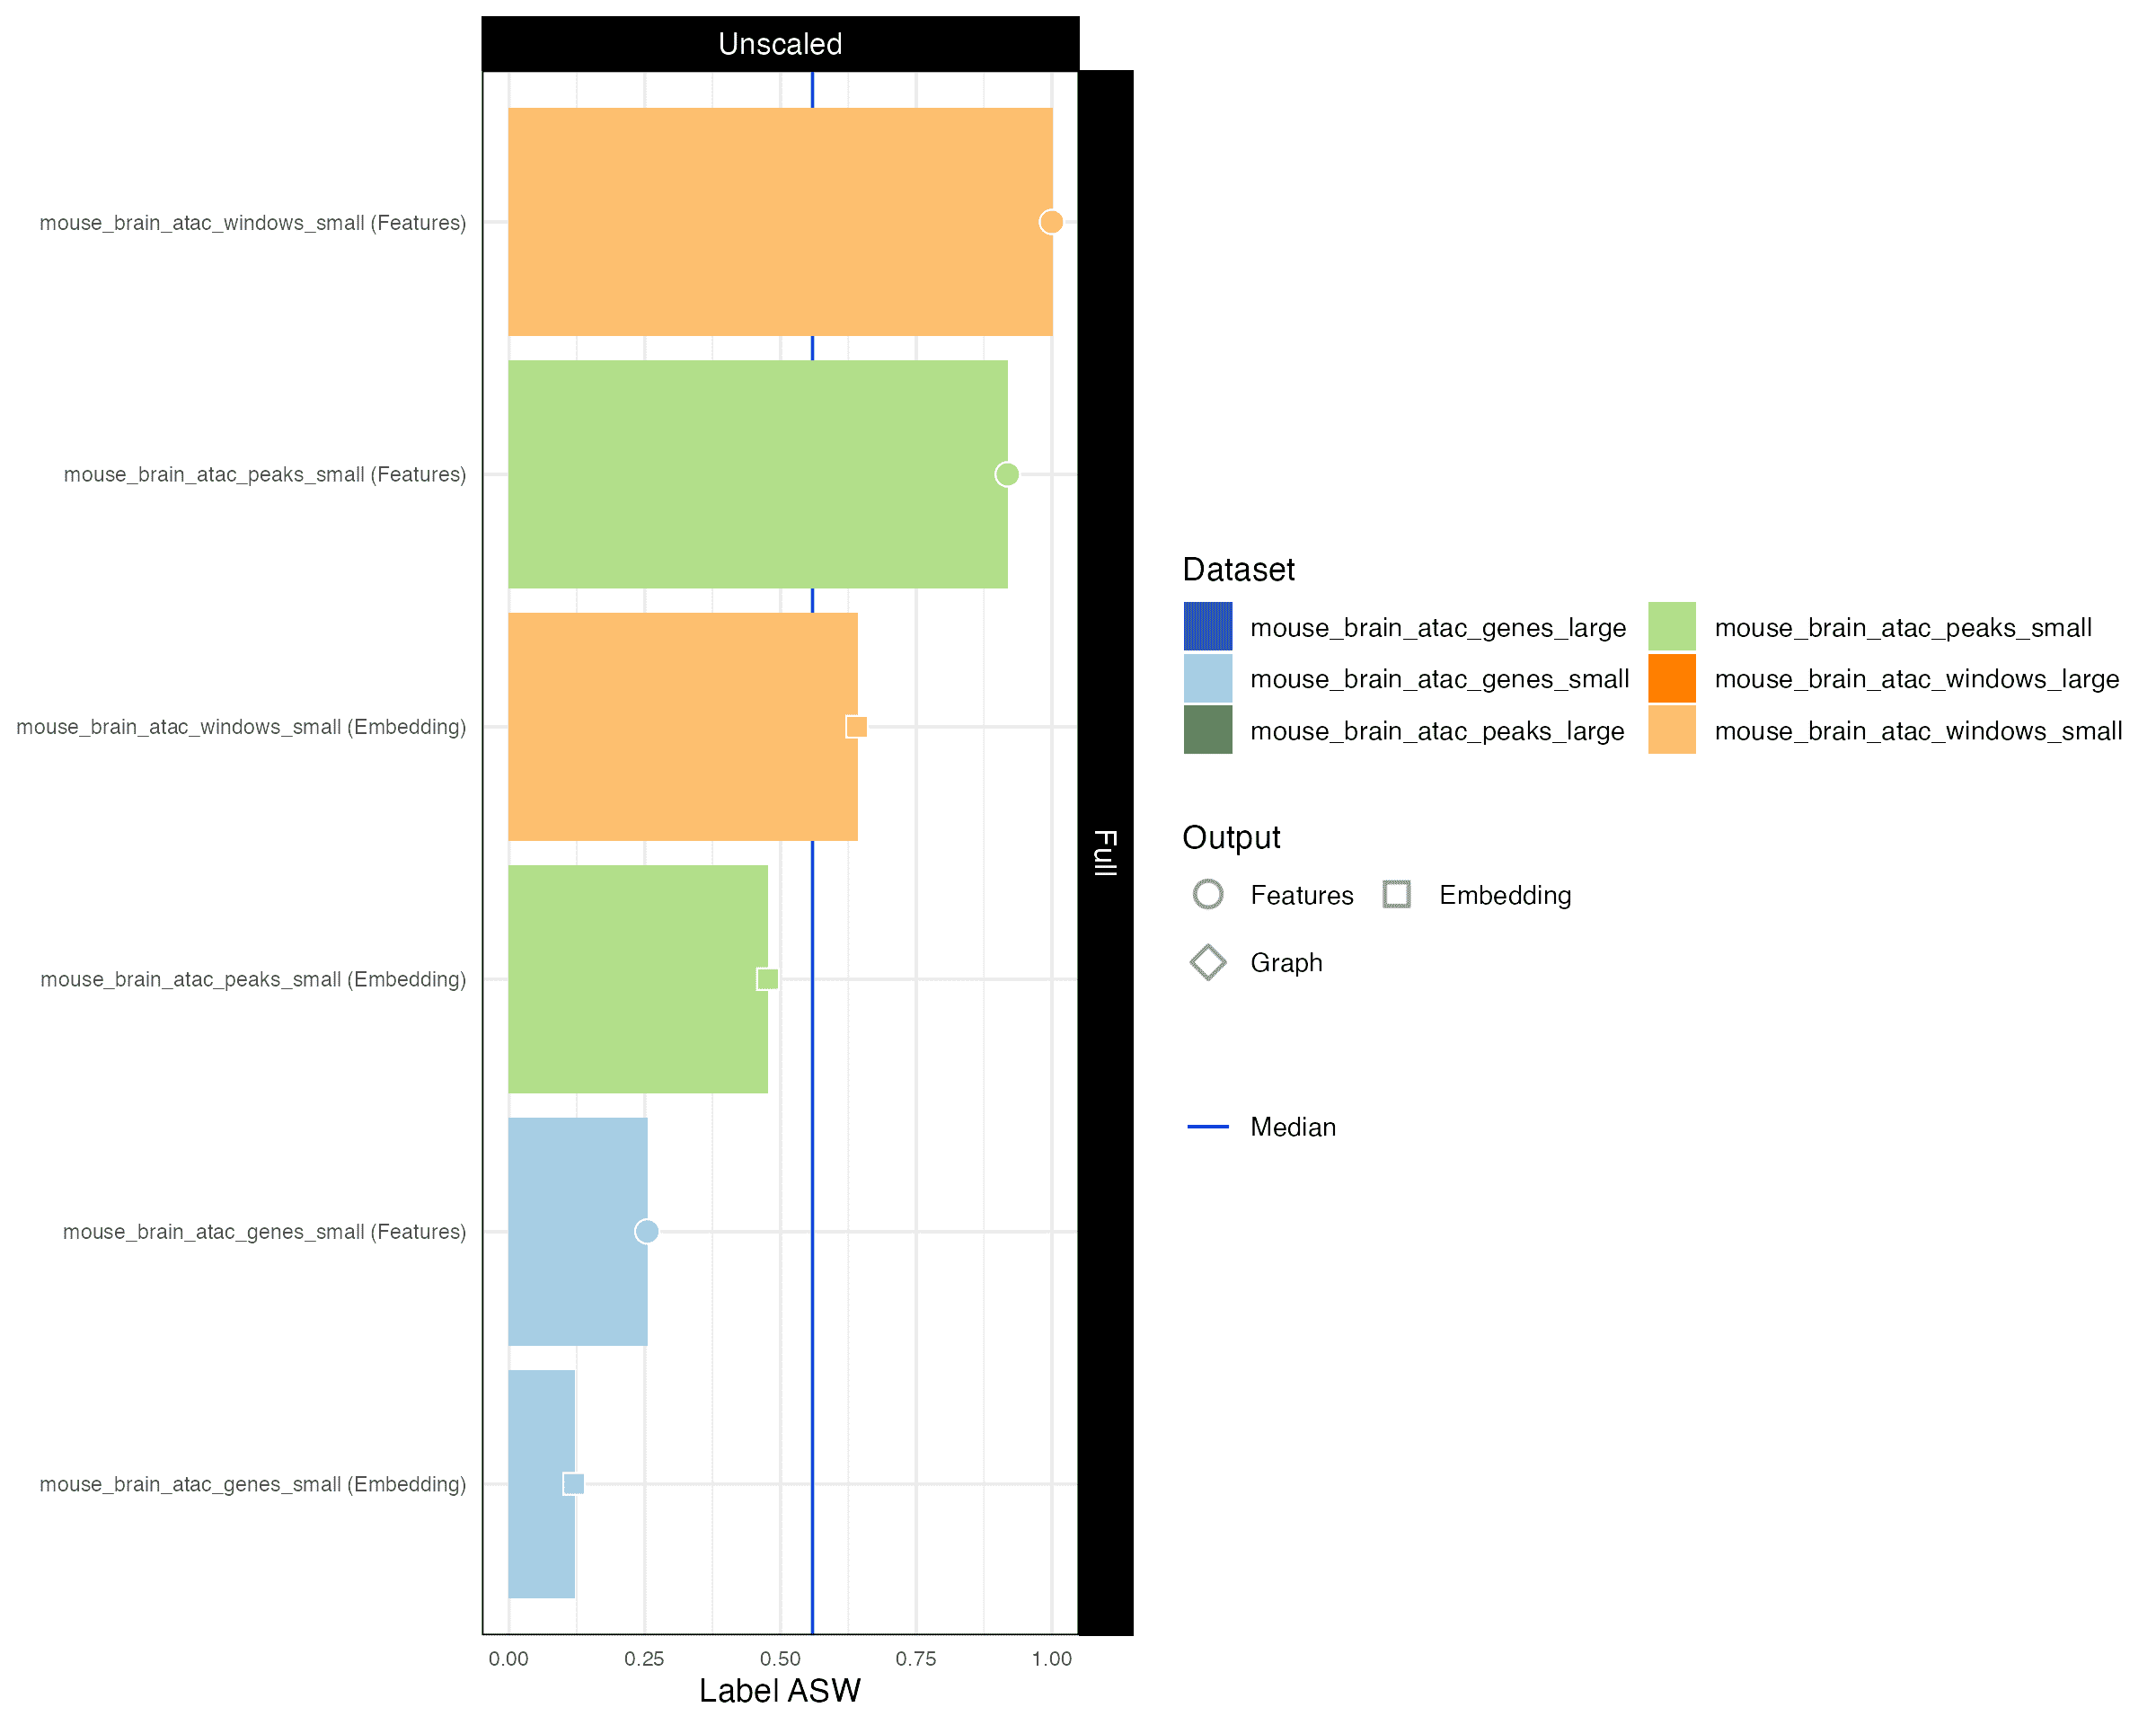 Unscaled
mouse_brain_atac_windows_small (Features)
mouse_brain_atac_peaks_small (Features)
mouse_brain_atac_windows_small (Embedding)
mouse_brain_atac_peaks_small (Embedding)
mouse_brain_atac_genes_small (Features)
mouse_brain_atac_genes_small (Embedding)
0.00 0.25 0.50 0.75 1.00
Label ASW
Full
Dataset
mouse_brain_atac_genes_large mouse_brain_atac_peaks_small
mouse_brain_atac_genes_small mouse_brain_atac_windows_large
mouse_brain_atac_peaks_large mouse_brain_atac_windows_small
Output
Features Embedding
Graph
Median